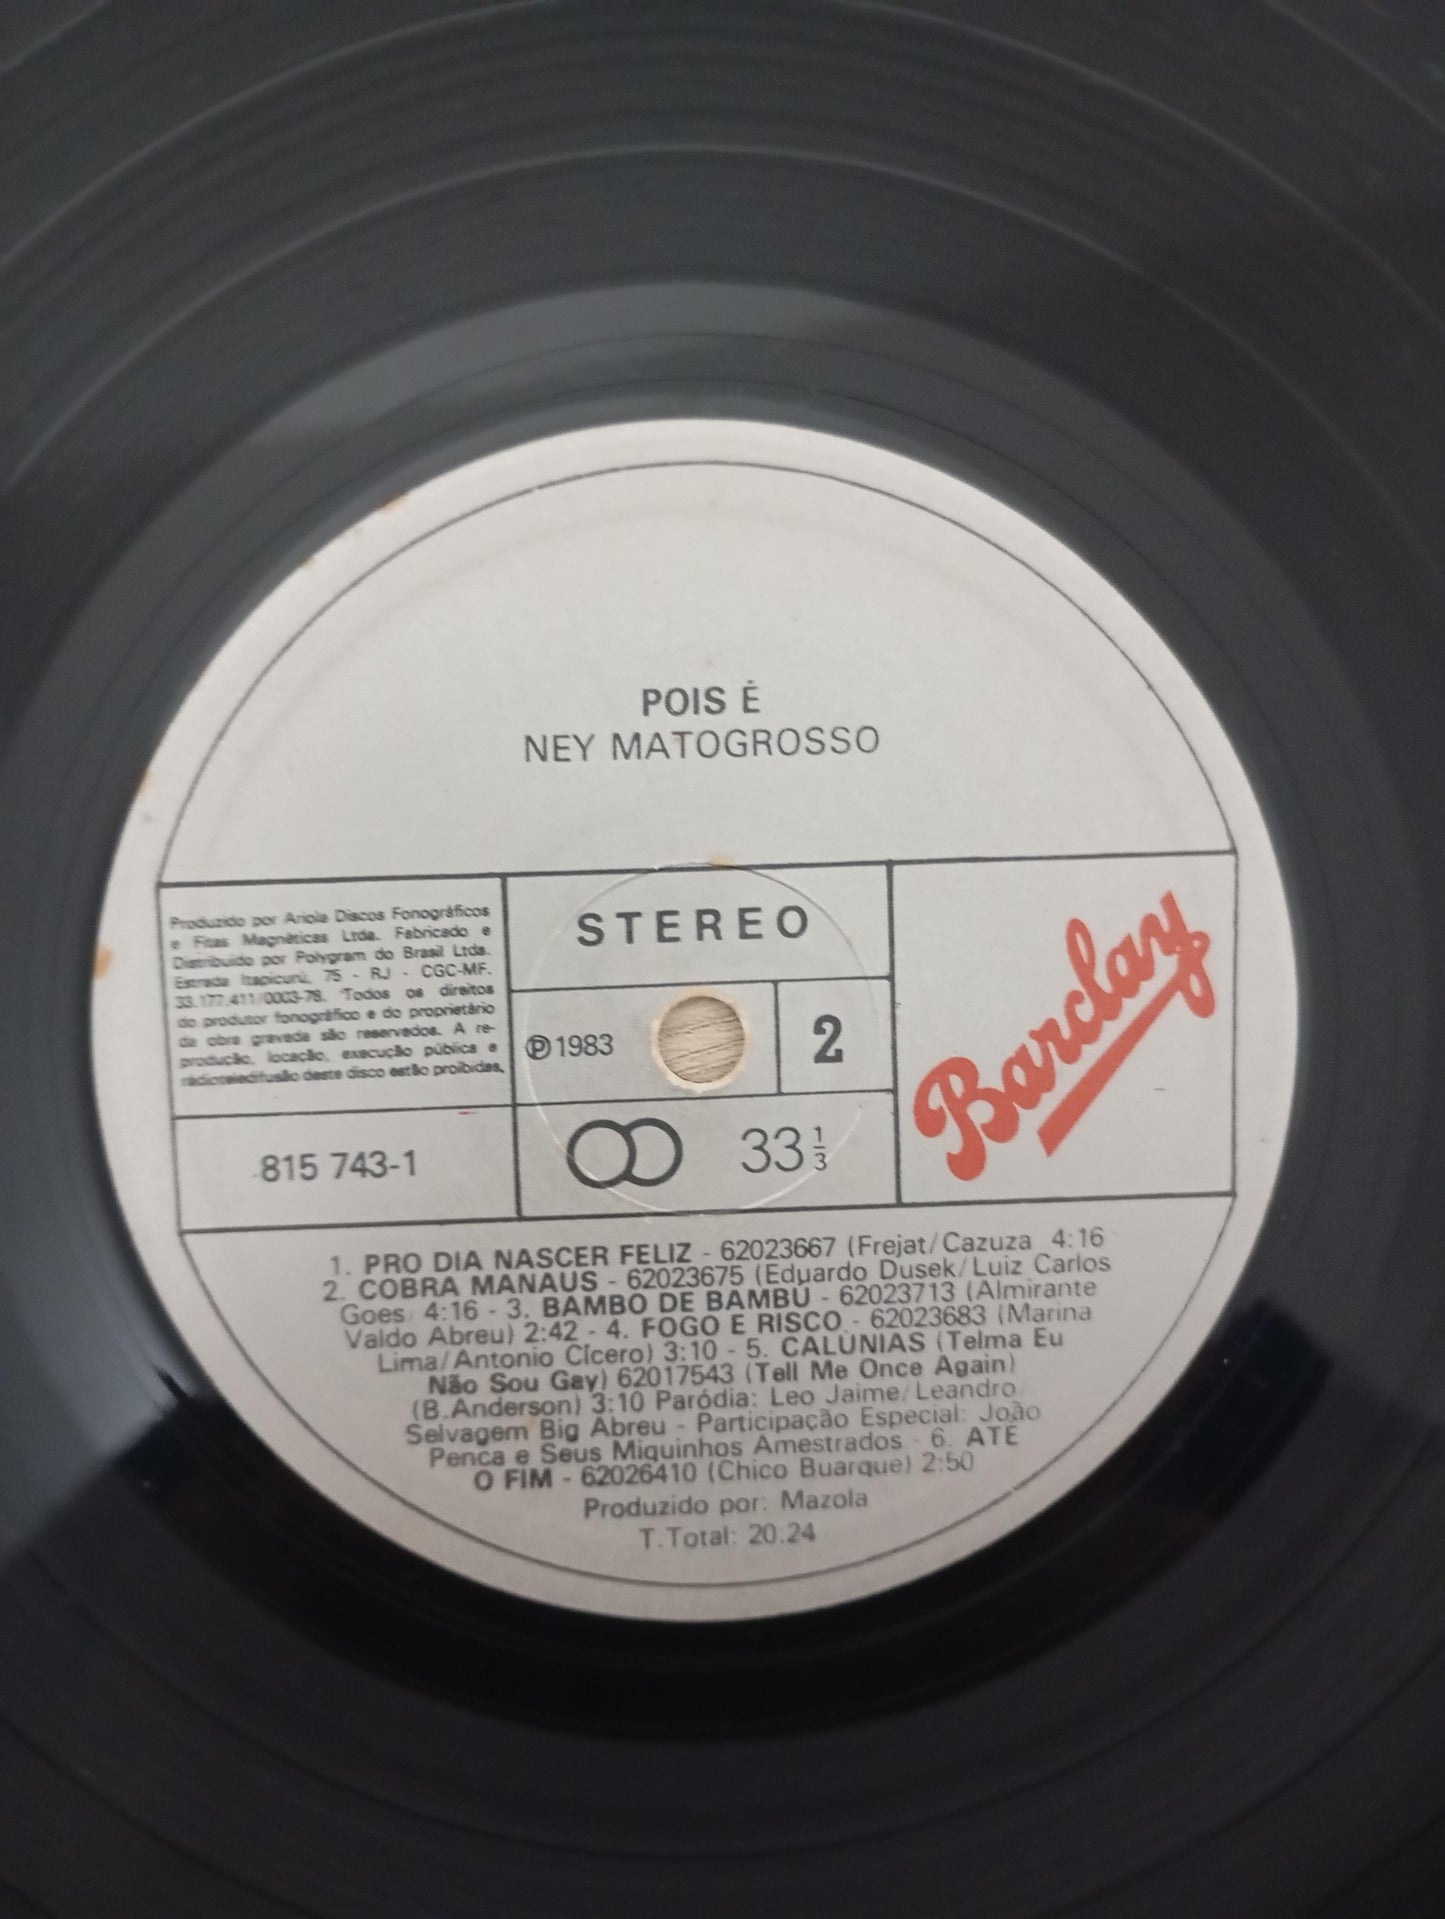 POIS É
NEY MATOGROSSO
Produzido por Ariola Discos Fonográficos
e Fitas Magnéticas Ltda. Fabricado e
Distribuido por Polygram do Brasil Ltda.
Estrada Itapicurú, 75 - RJ - CGC-MF.
33.177.411/0003-78. Todos os direitos
do produtor fonográfico e do proprietário
da obra gravada são reservados. A re-
produção, locação, execução pública e
rádioteledifusão deste disco estão proibidas.
815 743-1
STEREO
Ⓟ1983
2
33 1/3
Barclay
1. PRO DIA NASCER FELIZ - 62023667 (Frejat/Cazuza 4:16
2. COBRA MANAUS - 62023675 (Eduardo Dusek/Luiz Carlos
Goes) 4:16 - 3. BAMBO DE BAMBÚ - 62023713 (Almirante
Valdo Abreu) 2:42 - 4. FOGO E RISCO - 62023683 (Marina
Lima/Antonio Cícero) 3:10 - 5. CALÚNIAS (Telma Eu
Não Sou Gay) 62017543 (Tell Me Once Again)
(B.Anderson) 3:10 Paródia: Leo Jaime/Leandro/
Selvagem Big Abreu - Participação Especial: João
Penca e Seus Miquinhos Amestrados - 6. ATÉ
O FIM - 62026410 (Chico Buarque) 2:50
Produzido por: Mazola
T.Total: 20.24